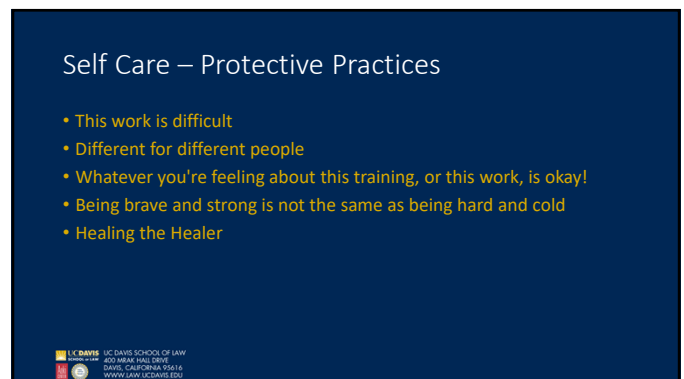 Self Care – Protective Practices
• This work is difficult
• Different for different people
• Whatever you're feeling about this training, or this work, is okay!
• Being brave and strong is not the same as being hard and cold
• Healing the Healer
UCDAVIS
SCHOOL OF LAW
UC DAVIS SCHOOL OF LAW
400 MRAK HALL DRIVE
DAVIS, CALIFORNIA 95616
WWW.LAW.UCDAVIS.EDU